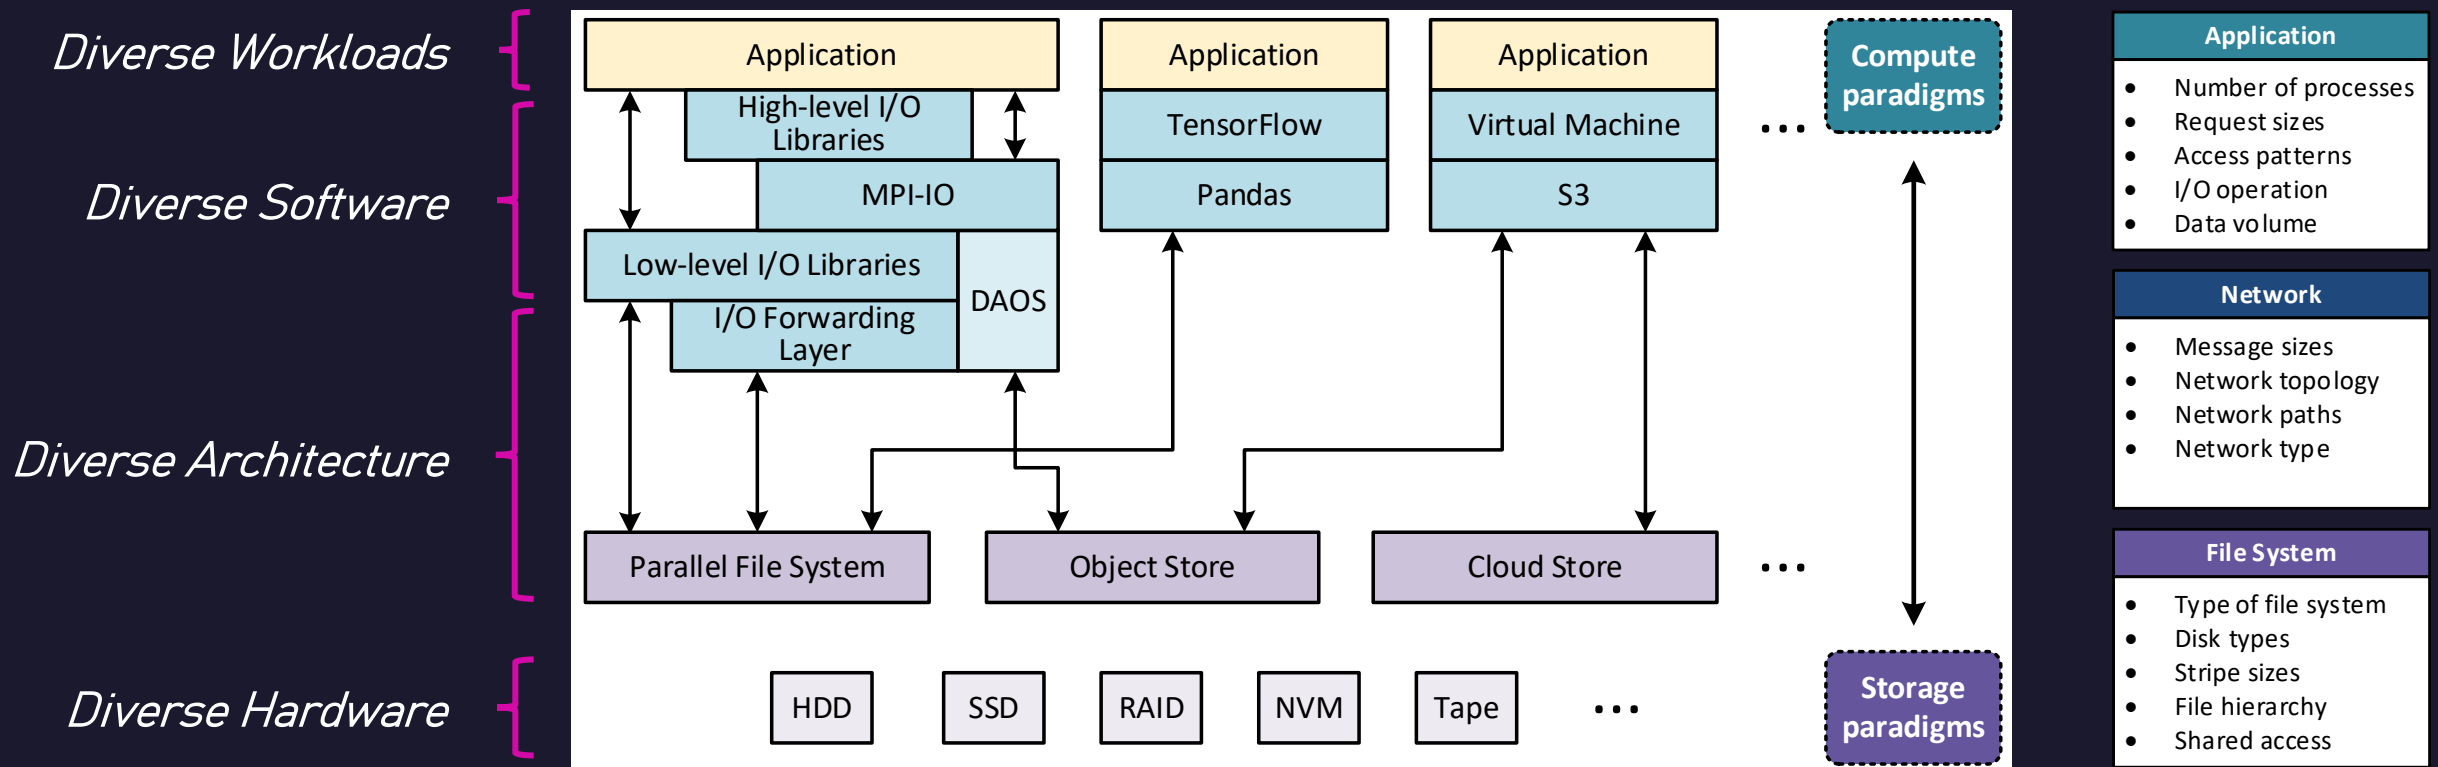 Diverse Workloads
Diverse Software
Diverse Architecture
Diverse Hardware
Application
High-level I/O
Libraries
MPI-IO
Low-level I/O Libraries
DAOS
I/O Forwarding
Layer
Application
TensorFlow
Pandas
Application
Virtual Machine
S3
...
Compute
paradigms
Parallel File System
Object Store
Cloud Store
...
HDD
SSD
RAID
NVM
Tape
...
Storage
paradigms
Application
• Number of processes
• Request sizes
• Access patterns
• I/O operation
• Data volume
Network
• Message sizes
• Network topology
• Network paths
• Network type
File System
• Type of file system
• Disk types
• Stripe sizes
• File hierarchy
• Shared access